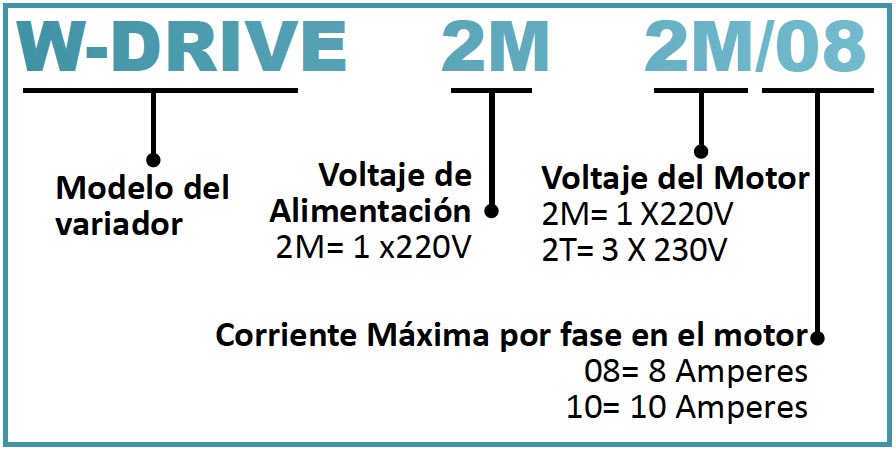 W-DRIVE 2M 2M/08
Modelo del
variador
Voltaje de
Alimentación
2M= 1 x220V
Voltaje del Motor
2M= 1 X220V
2T= 3 X 230V
Corriente Máxima por fase en el motor
08= 8 Amperes
10= 10 Amperes